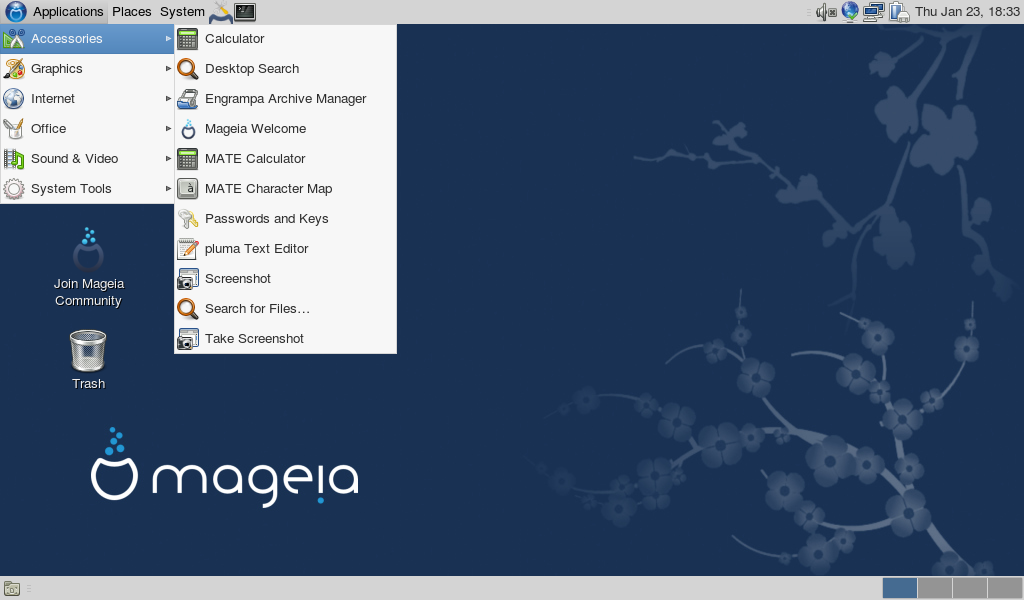 Applications Places System
Thu Jan 23, 18:33
Accessories
Graphics
Internet
Office
Sound & Video
System Tools
Calculator
Desktop Search
Engrampa Archive Manager
Mageia Welcome
MATE Calculator
MATE Character Map
Passwords and Keys
pluma Text Editor
Screenshot
Search for Files…
Take Screenshot
Join Mageia
Community
Trash
mageia